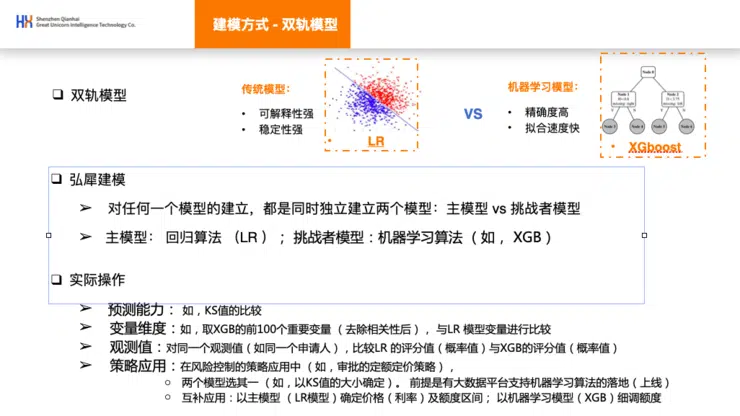 HX Shenzhen Qianhai
Great Unicorn Intelligence Technology Co.
建模方式 - 双轨模型
双轨模型
传统模型：
• 可解释性强
• 稳定性强
• LR
VS
机器学习模型：
• 精确度高
• 拟合速度快
Node 0
• XGboost
弘犀建模
➢ 对任何一个模型的建立，都是同时独立建立两个模型：主模型 vs 挑战者模型
➢ 主模型： 回归算法 （LR ）； 挑战者模型：机器学习算法 （ 如 ， XGB ）
实际操作
➢ 预测能力： 如 , KS值的比较
➢ 变量维度：如，取XGB的前100个重要变量 （ 去除相关性后 ）， 与LR 模型变量进行比较
➢ 观测值：对同一个观测值（如同一个申请人），比较LR 的评分值（概率值）与XGB的评分值（概率值）
➢ 策略应用：在风险控制的策略应用中 （ 如，审批的定额定价策略 ），
○ 两个模型选其一 （ 如，以KS值的大小确定 ）。 前提是有大数据平台支持机器学习算法的落地（ 上线）
○ 互补应用：以主模型 （ LR模型）确定价格（利率）及额度区间； 以机器学习模型（XGB）细调额度